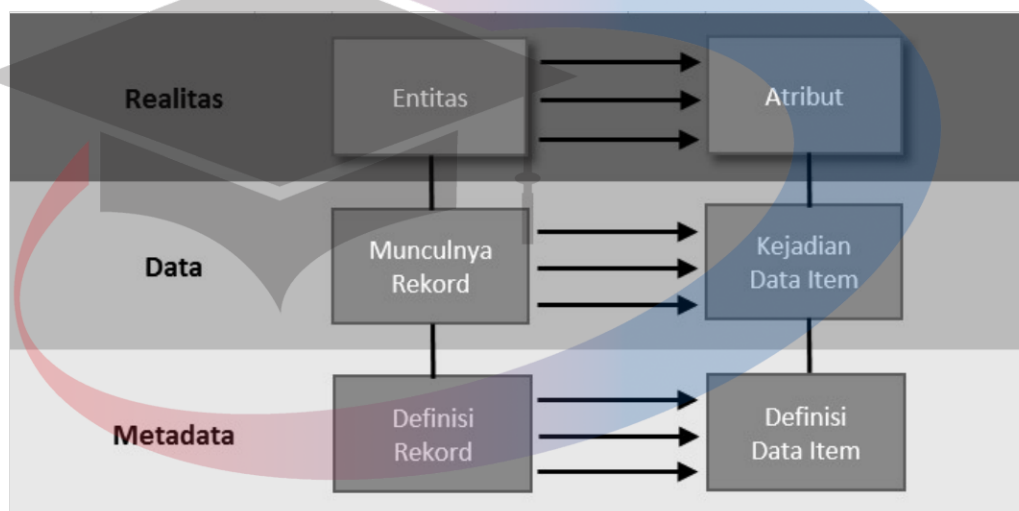 Realitas
Entitas
Atribut
Data
Munculnya
Rekord
Kejadian
Data Item
Metadata
Definisi
Rekord
Definisi
Data Item